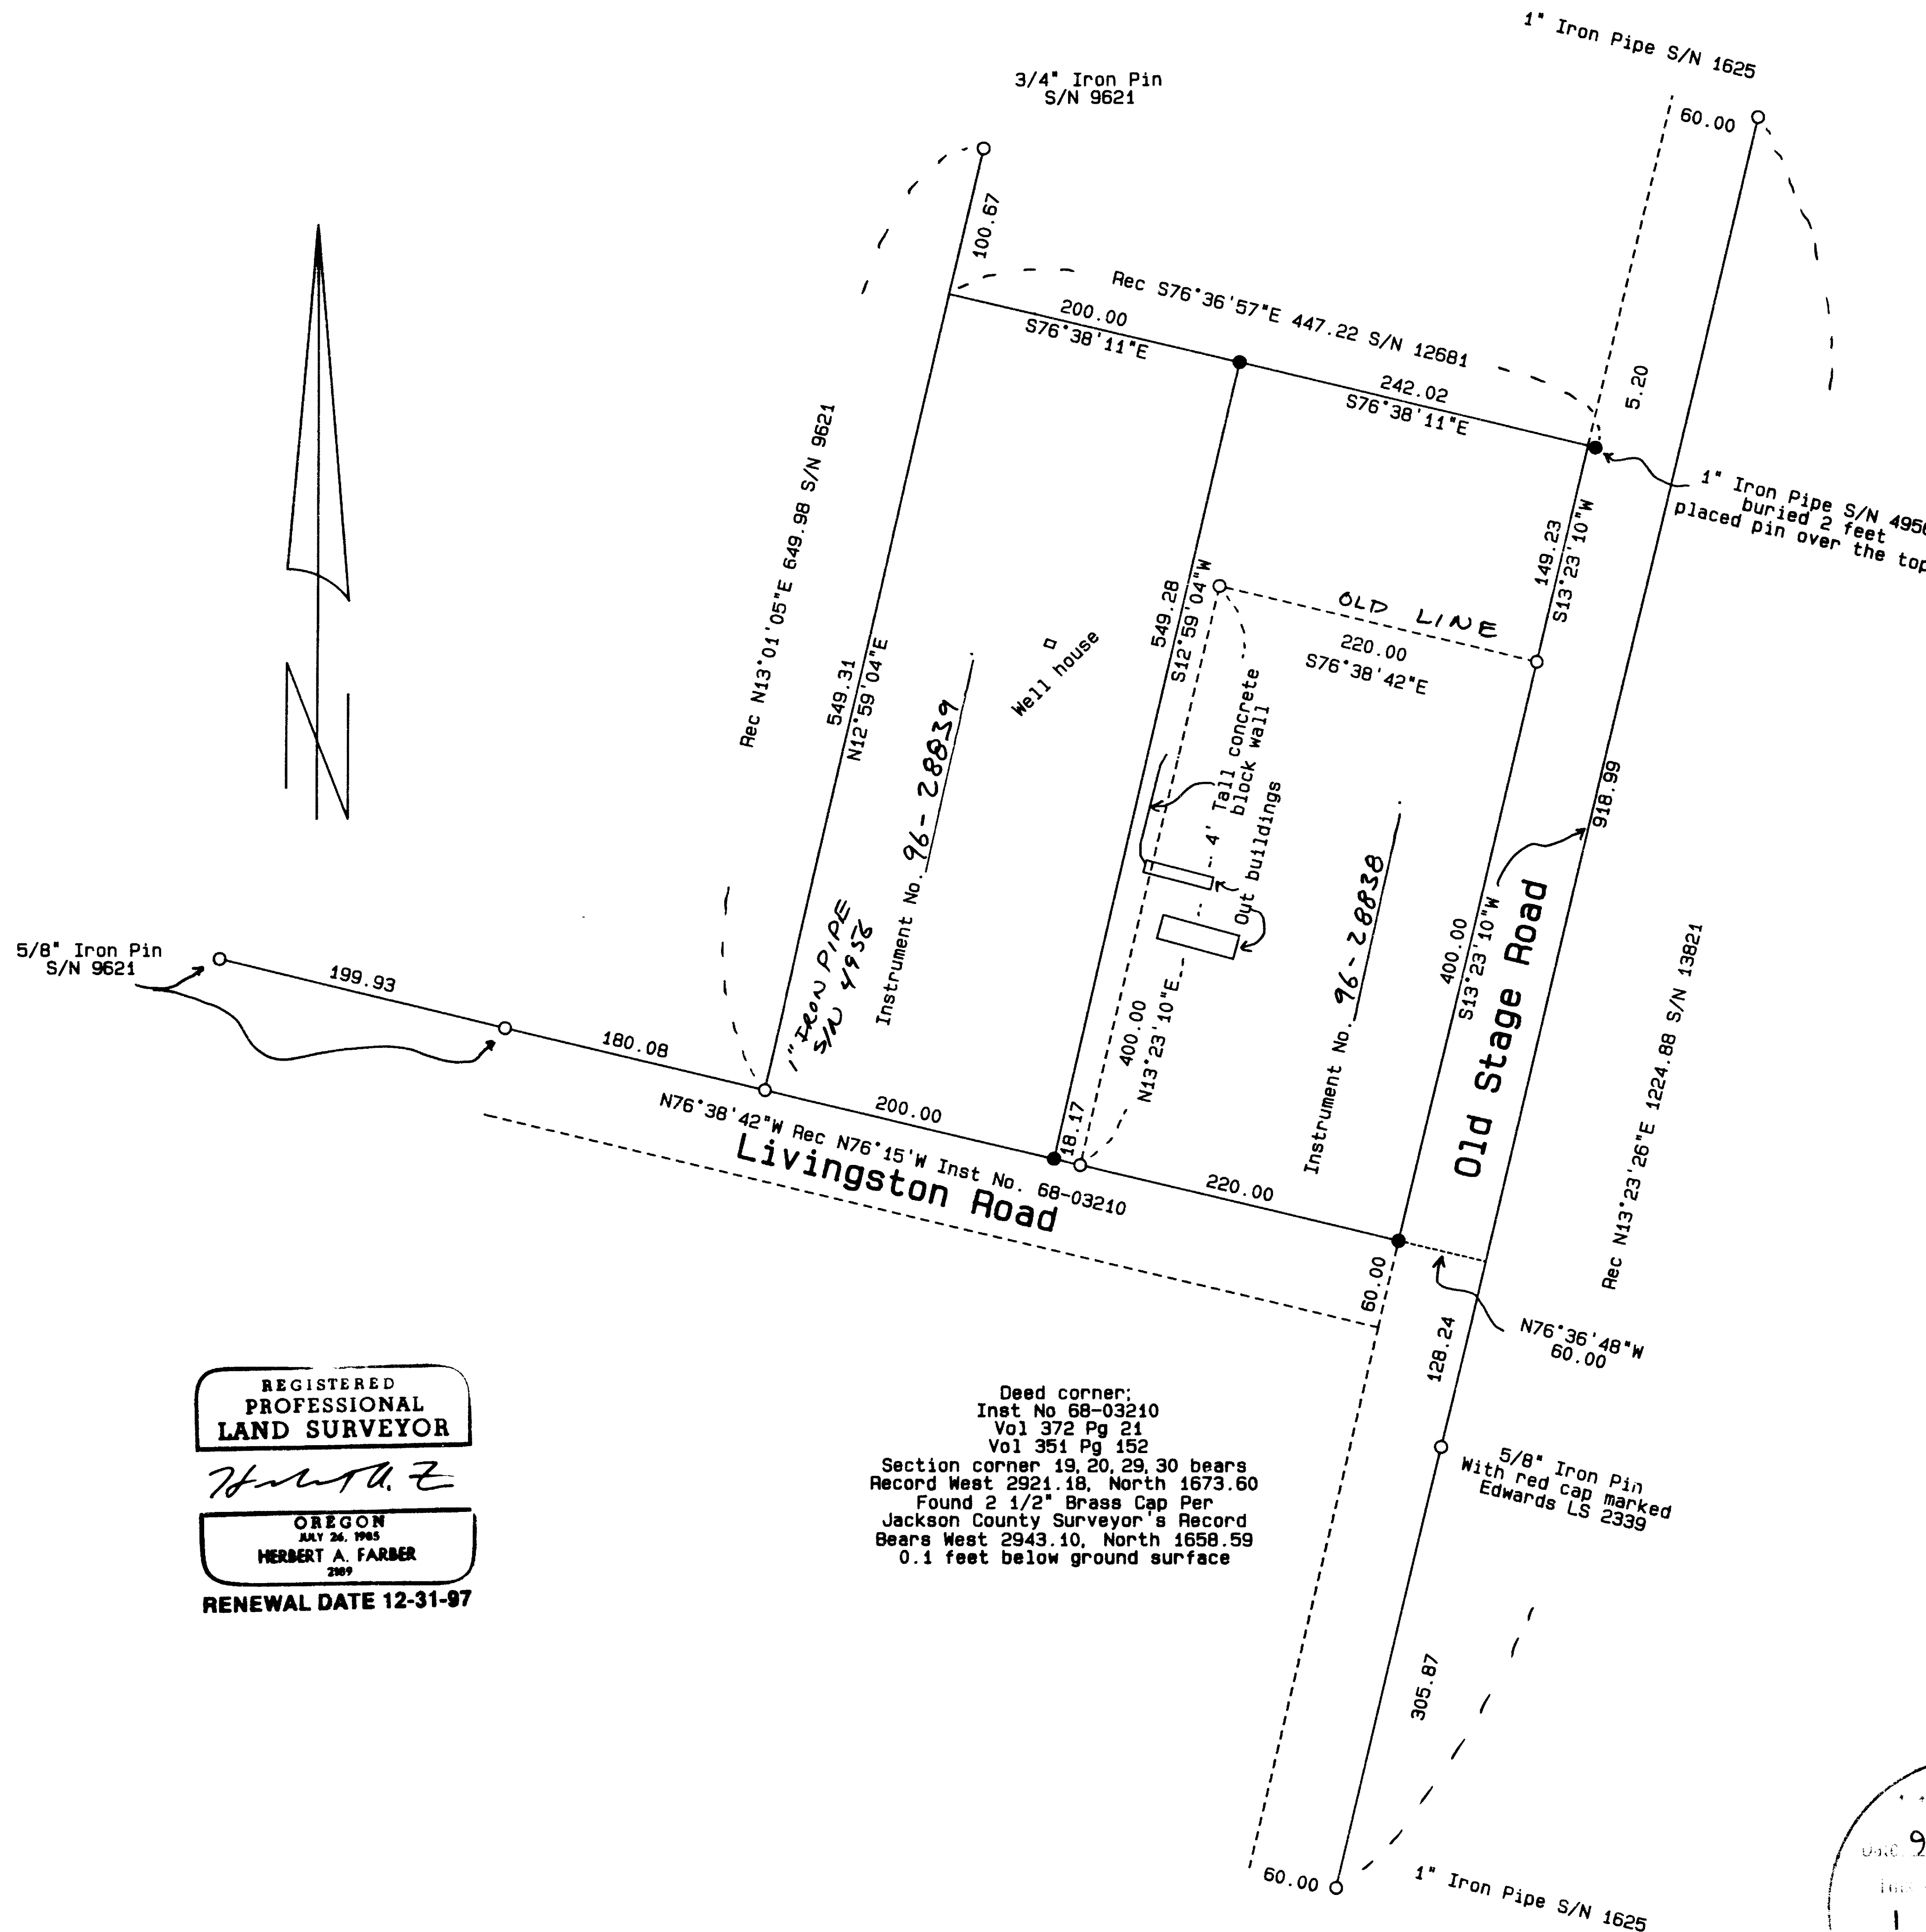 1" Iron Pipe S/N 1625
3/4" Iron Pin
S/N 9621
60.00
100.67
Rec S76°36'57"E 447.22 S/N 12681
200.00
S76°38'11"E
242.02
S76°38'11"E
5.20
1" Iron Pipe S/N 495
buried 2 feet
placed pin over the top
Rec N13°01'05"E 649.98 S/N 9621
549.31
N12°59'04"E
549.28
S12°59'04"W
149.23
S13°23'10"W
OLD LINE
220.00
S76°38'42"E
Well house
Instrument No. 96-28839
4' Tall concrete
block wall
Out buildings
918.99
Instrument No. 96-28838
400.00
S13°23'10"W
Old Stage Road
Rec N13°23'26"E 1224.88 S/N 13821
5/8" Iron Pin
S/N 9621
199.93
180.08
1" IRON PIPE
S/N 4956
400.00
N13°23'10"E
200.00
18.17
220.00
N76°38'42"W Rec N76°15'W Inst No. 68-03210
Livingston Road
60.00
128.24
N76°36'48"W
60.00
REGISTERED
PROFESSIONAL
LAND SURVEYOR
OREGON
JULY 26, 1985
HERBERT A. FARBER
2189
RENEWAL DATE 12-31-97
Deed corner;
Inst No 68-03210
Vol 372 Pg 21
Vol 351 Pg 152
Section corner 19, 20, 29, 30 bears
Record West 2921.18, North 1673.60
Found 2 1/2" Brass Cap Per
Jackson County Surveyor's Record
Bears West 2943.10, North 1658.59
0.1 feet below ground surface
5/8" Iron Pin
With red cap marked
Edwards LS 2339
305.87
60.00
1" Iron Pipe S/N 1625